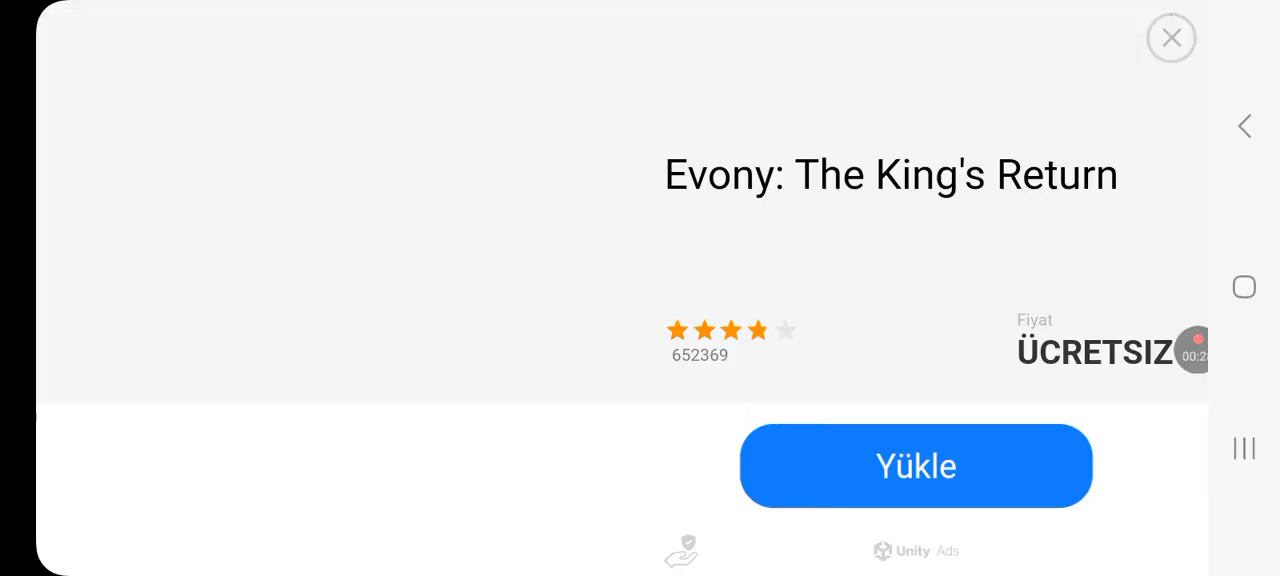 Evony: The King's Return
652369
Fiyat
ÜCRETSIZ
Yükle
Unity Ads